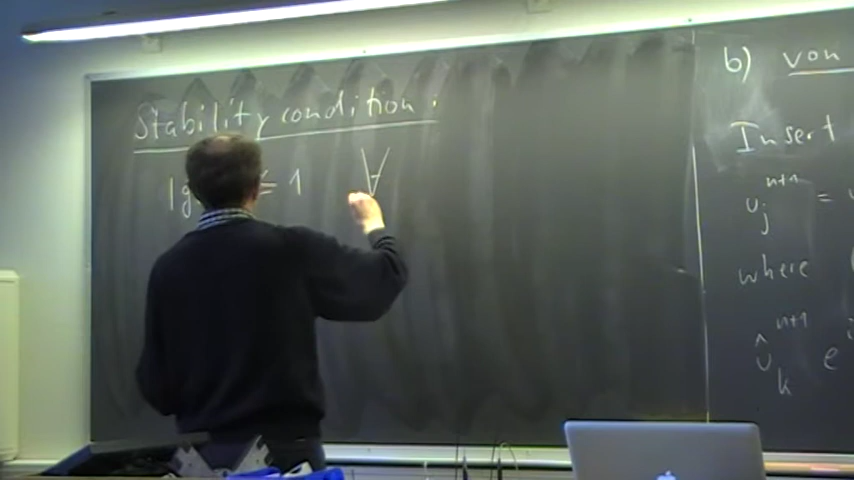 Stability condition.
|g ≤ 1 ∀
b) von
Insert
u_j^{n+1} =
where
û_k^{n+1} e^i